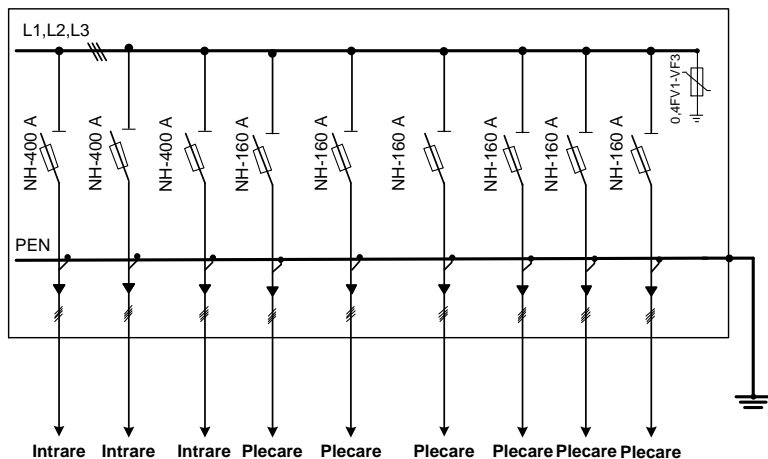 L1,L2,L3
0,4FV1-VF3
NH-400 A
NH-400 A
NH-400 A
NH-160 A
NH-160 A
NH-160 A
NH-160 A
NH-160 A
NH-160 A
PEN
Intrare Intrare Intrare Plecare Plecare Plecare Plecare Plecare Plecare